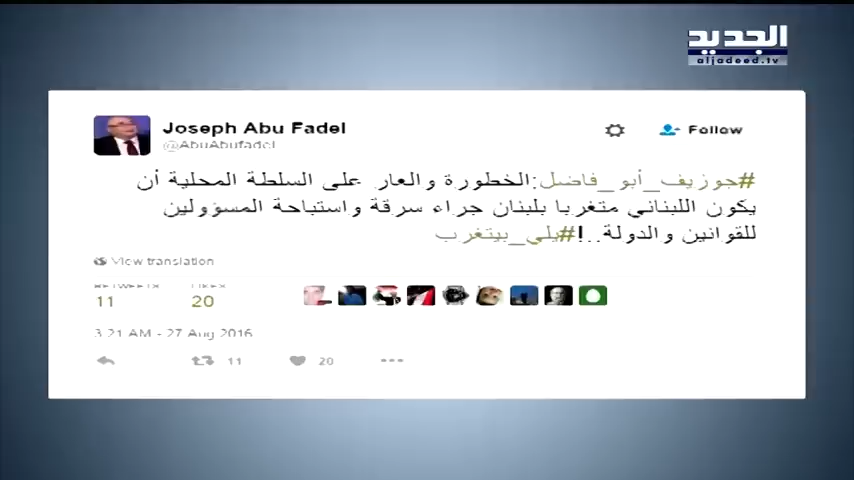 الجديد
aljadeed.tv
Joseph Abu Fadel
@AbuAbufadel
Follow
#جوزيف_أبو_فاضل:الخطورة والعار على السلطة المحلية أن
يكون اللبناني متغربا بلبنان جراء سرقة واستباحة المسؤولين
للقوانين والدولة..!#يلي_بيتغرب
View translation
RETWEETS LIKES
11 20
3:21 AM - 27 Aug 2016
11 20